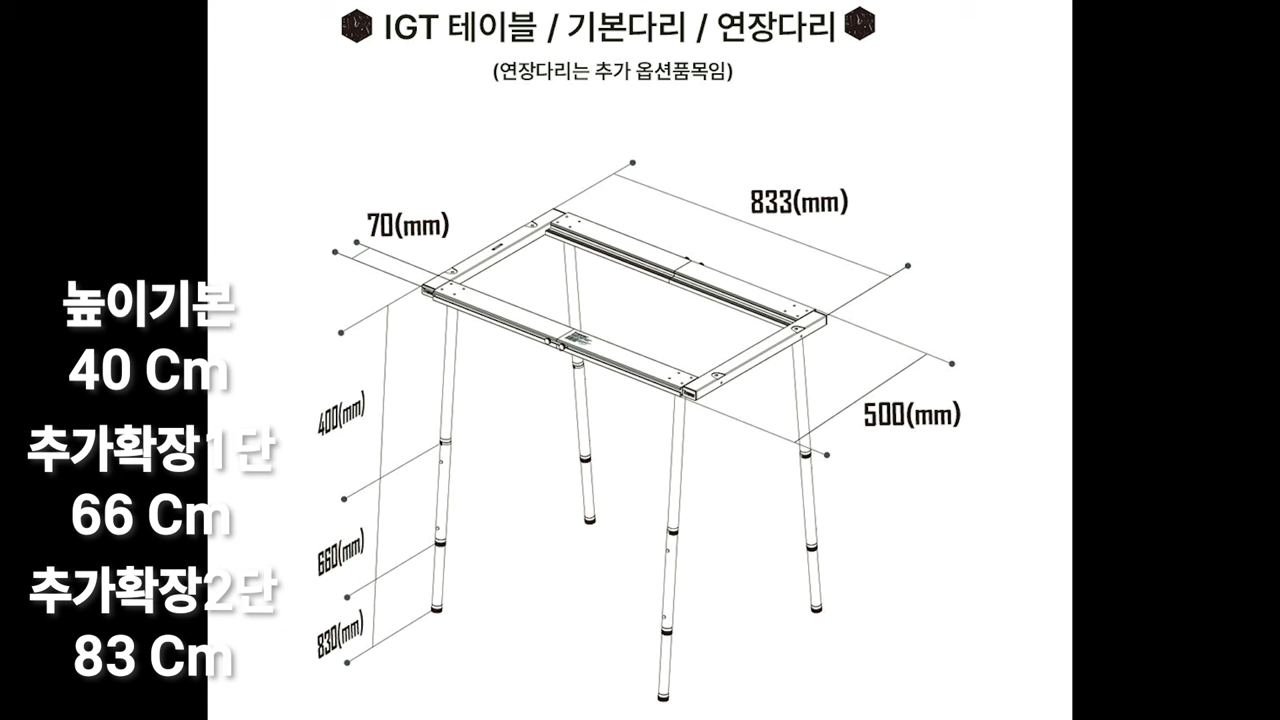 IGT 테이블 / 기본다리 / 연장다리
(연장다리는 추가 옵션품목임)
833(mm)
70(mm)
500(mm)
400(mm)
660(mm)
830(mm)
높이기본
40 Cm
추가확장1단
66 Cm
추가확장2단
83 Cm